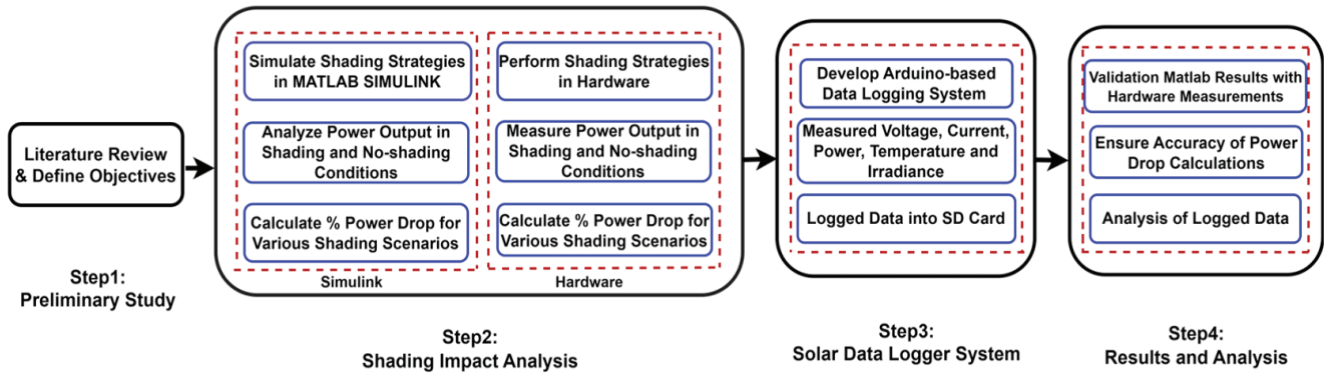 Literature Review
& Define Objectives
Step1:
Preliminary Study
Simulate Shading Strategies
in MATLAB SIMULINK
Analyze Power Output in
Shading and No-shading
Conditions
Calculate % Power Drop for
Various Shading Scenarios
Simulink
Perform Shading Strategies
in Hardware
Measure Power Output in
Shading and No-shading
Conditions
Calculate % Power Drop for
Various Shading Scenarios
Hardware
Step2:
Shading Impact Analysis
Develop Arduino-based
Data Logging System
Measured Voltage, Current,
Power, Temperature and
Irradiance
Logged Data into SD Card
Step3:
Solar Data Logger System
Validation Matlab Results with
Hardware Measurements
Ensure Accuracy of Power
Drop Calculations
Analysis of Logged Data
Step4:
Results and Analysis